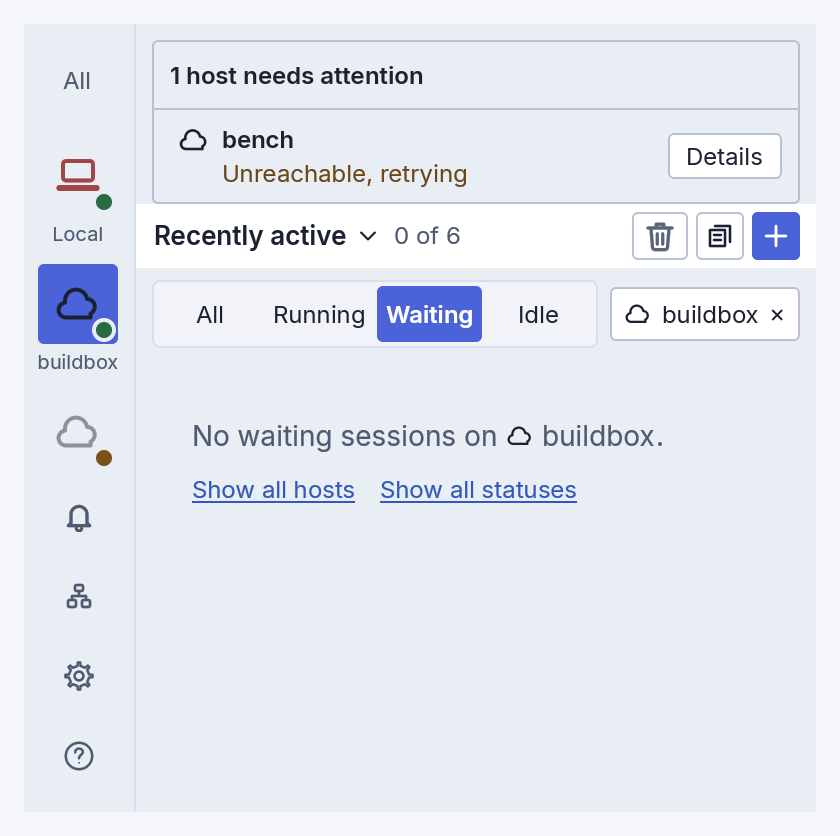 All
Local
buildbox
1 host needs attention
bench
Unreachable, retrying
Details
Recently active 0 of 6
All Running Waiting Idle
buildbox ×
No waiting sessions on buildbox.
Show all hosts Show all statuses